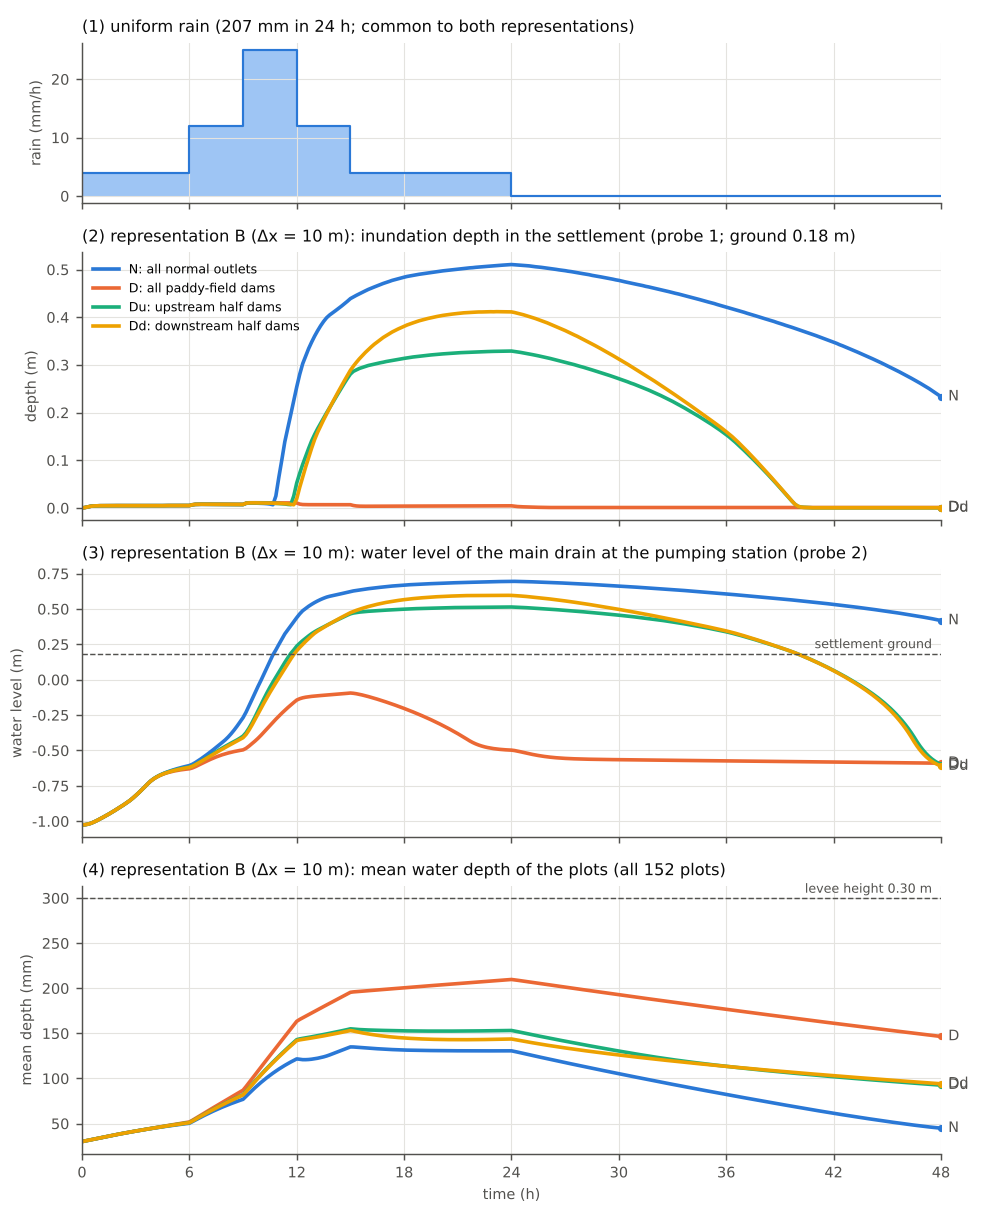 (1) uniform rain (207 mm in 24 h; common to both representations)
20
10
0
rain (mm/h)
(2) representation B (Δx = 10 m): inundation depth in the settlement (probe 1; ground 0.18 m)
0.5
0.4
0.3
0.2
0.1
0.0
depth (m)
N: all normal outlets
D: all paddy-field dams
Du: upstream half dams
Dd: downstream half dams
N
Dd
(3) representation B (Δx = 10 m): water level of the main drain at the pumping station (probe 2)
0.75
0.50
0.25
0.00
-0.25
-0.50
-0.75
-1.00
water level (m)
settlement ground
N
Dd
(4) representation B (Δx = 10 m): mean water depth of the plots (all 152 plots)
300
250
200
150
100
50
mean depth (mm)
levee height 0.30 m
D
Dd
N
0 6 12 18 24 30 36 42 48
time (h)